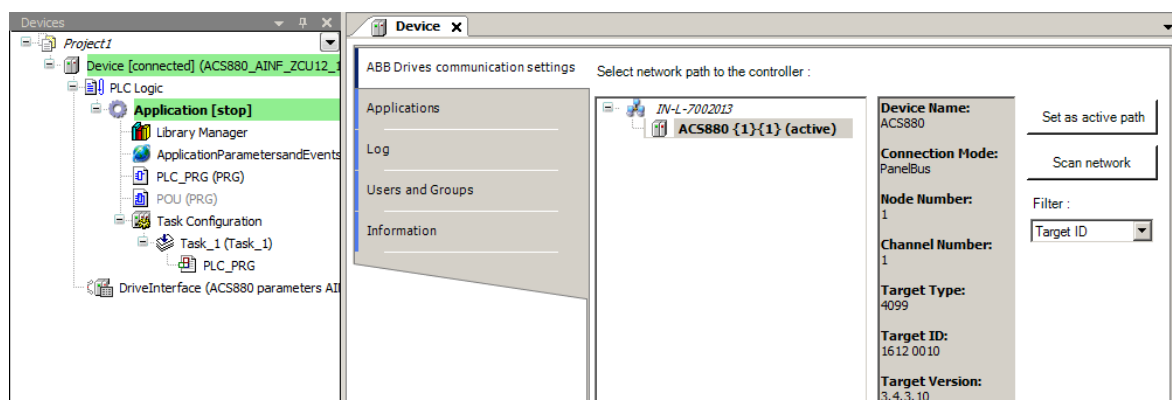 Devices
Project1
Device [connected] (ACS880_AINF_ZCU12_1
PLC Logic
Application [stop]
Library Manager
ApplicationParametersandEvents
PLC_PRG (PRG)
POU (PRG)
Task Configuration
Task_1 (Task_1)
PLC_PRG
DriveInterface (ACS880 parameters AI
Device
ABB Drives communication settings
Applications
Log
Users and Groups
Information
Select network path to the controller :
IN-L-7002013
ACS880 {1}{1} (active)
Device Name:
ACS880
Connection Mode:
PanelBus
Node Number:
1
Channel Number:
1
Target Type:
4099
Target ID:
1612 0010
Target Version:
3.4.3.10
Set as active path
Scan network
Filter :
Target ID